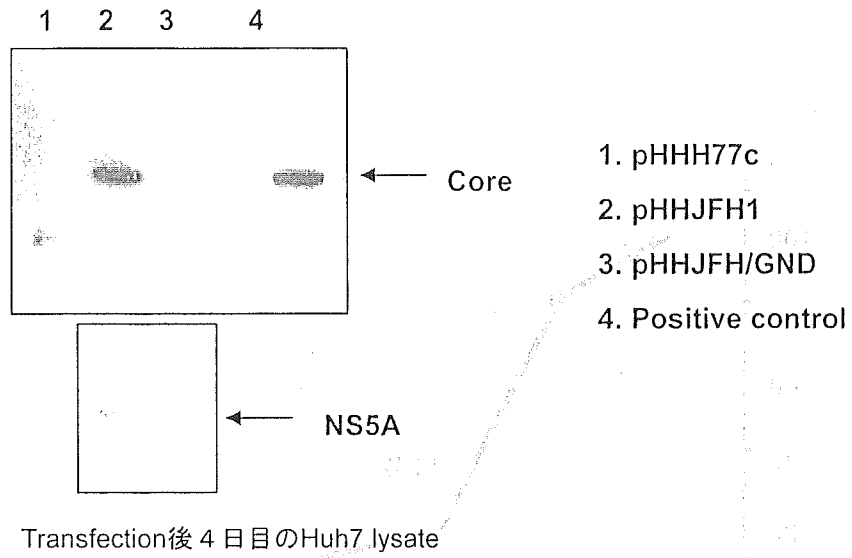 1 2 3 4
Core
NS5A
1. pHHH77c
2. pHHJFH1
3. pHHJFH/GND
4. Positive control
Transfection後4日目のHuh7 lysate